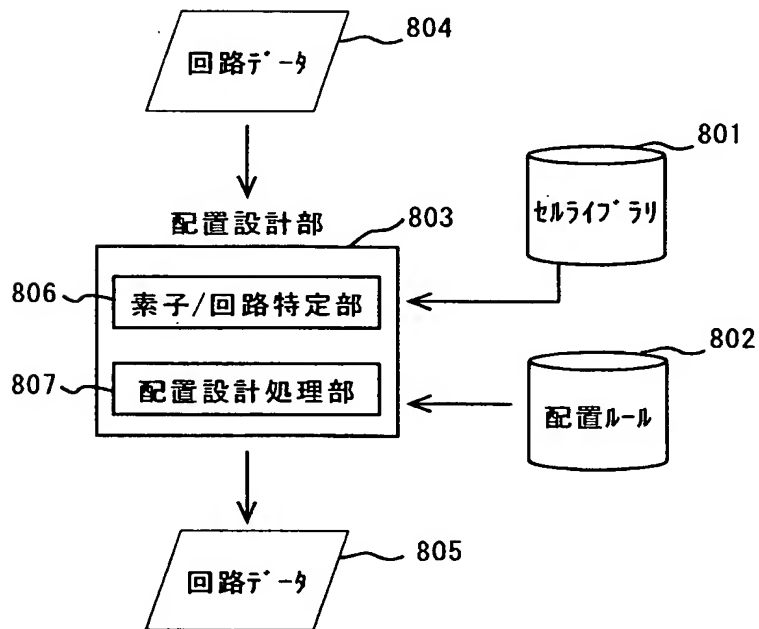 804
回路データ
801
セルライブラリ
配置設計部
803
806
素子/回路特定部
802
807
配置設計処理部
配置ルール
805
回路データ